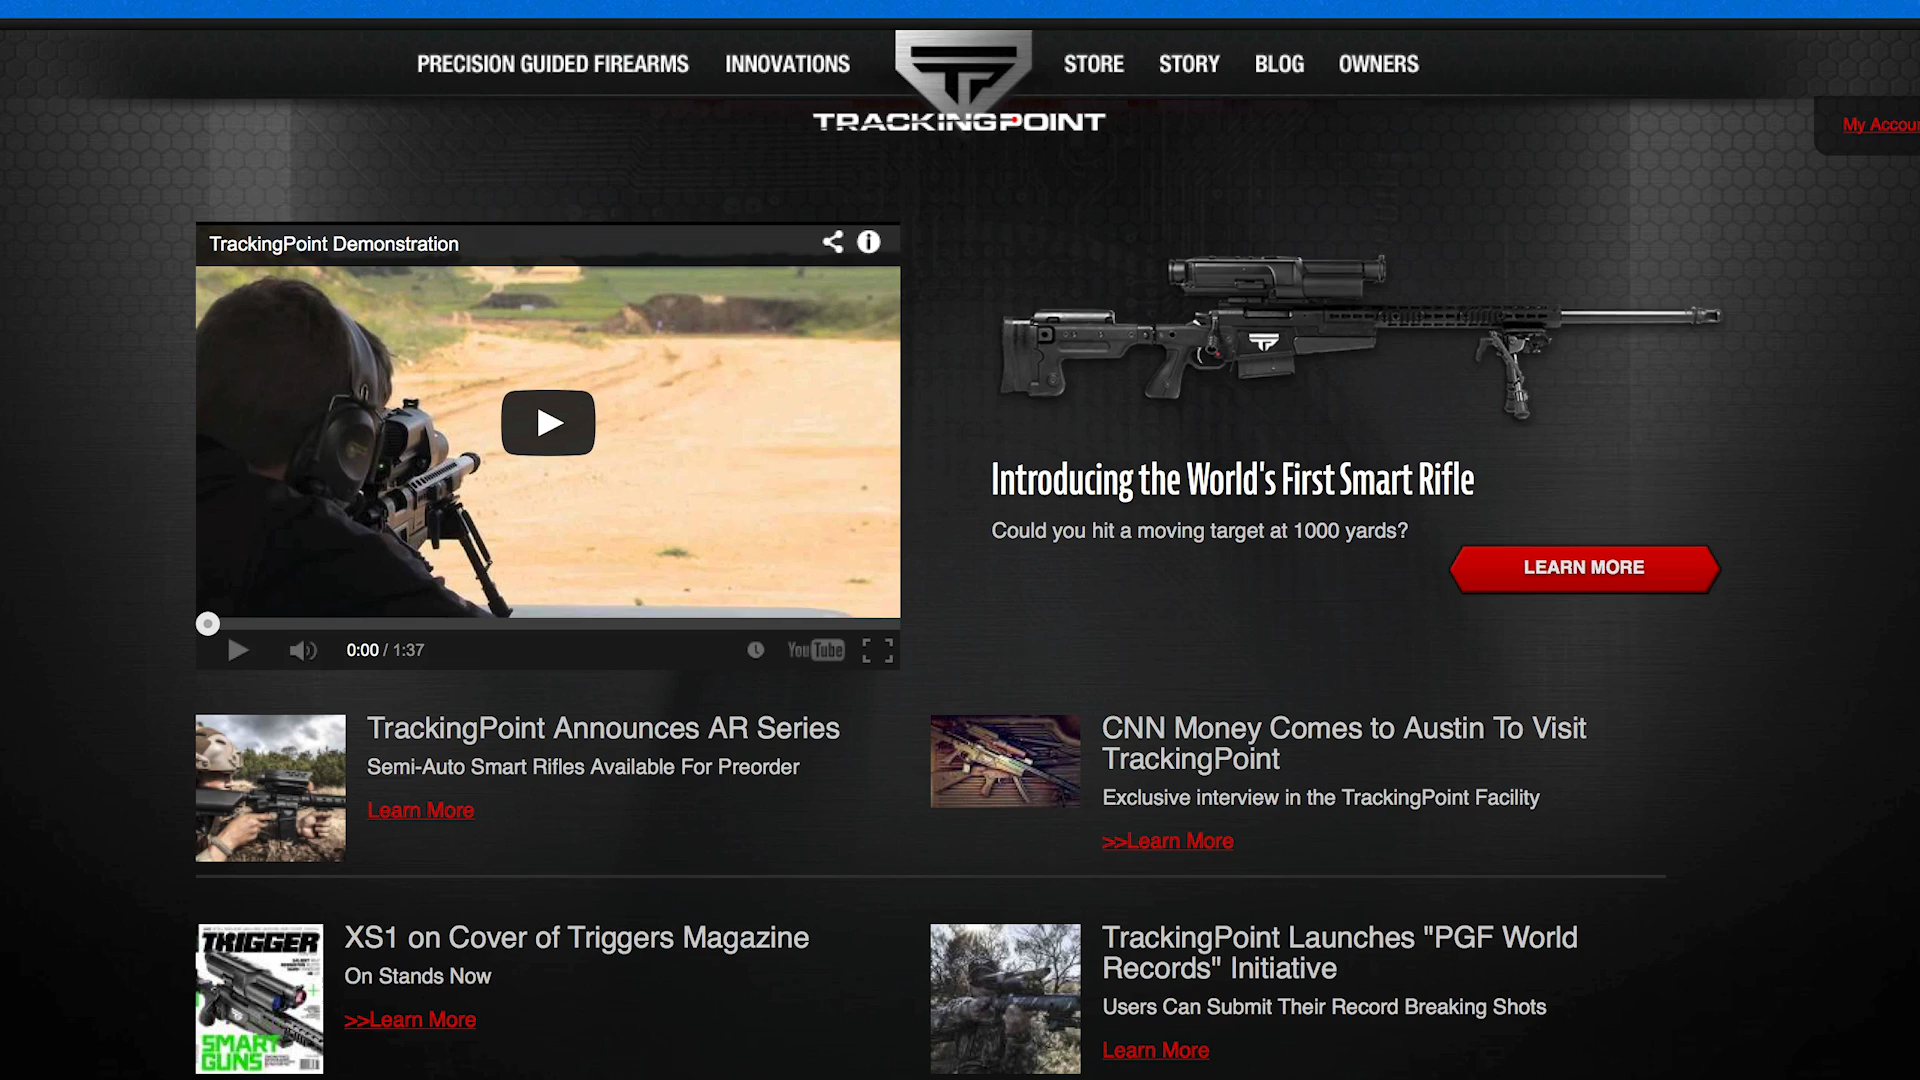 PRECISION GUIDED FIREARMS INNOVATIONS STORE STORY BLOG OWNERS
TRACKINGPOINT
My Accou
TrackingPoint Demonstration
Introducing the World's First Smart Rifle
Could you hit a moving target at 1000 yards?
LEARN MORE
0:00 / 1:37
YouTube
TrackingPoint Announces AR Series
Semi-Auto Smart Rifles Available For Preorder
Learn More
CNN Money Comes to Austin To Visit
TrackingPoint
Exclusive interview in the TrackingPoint Facility
>>Learn More
TRIGGER
SMART
GUNS
XS1 on Cover of Triggers Magazine
On Stands Now
>>Learn More
TrackingPoint Launches "PGF World
Records" Initiative
Users Can Submit Their Record Breaking Shots
Learn More